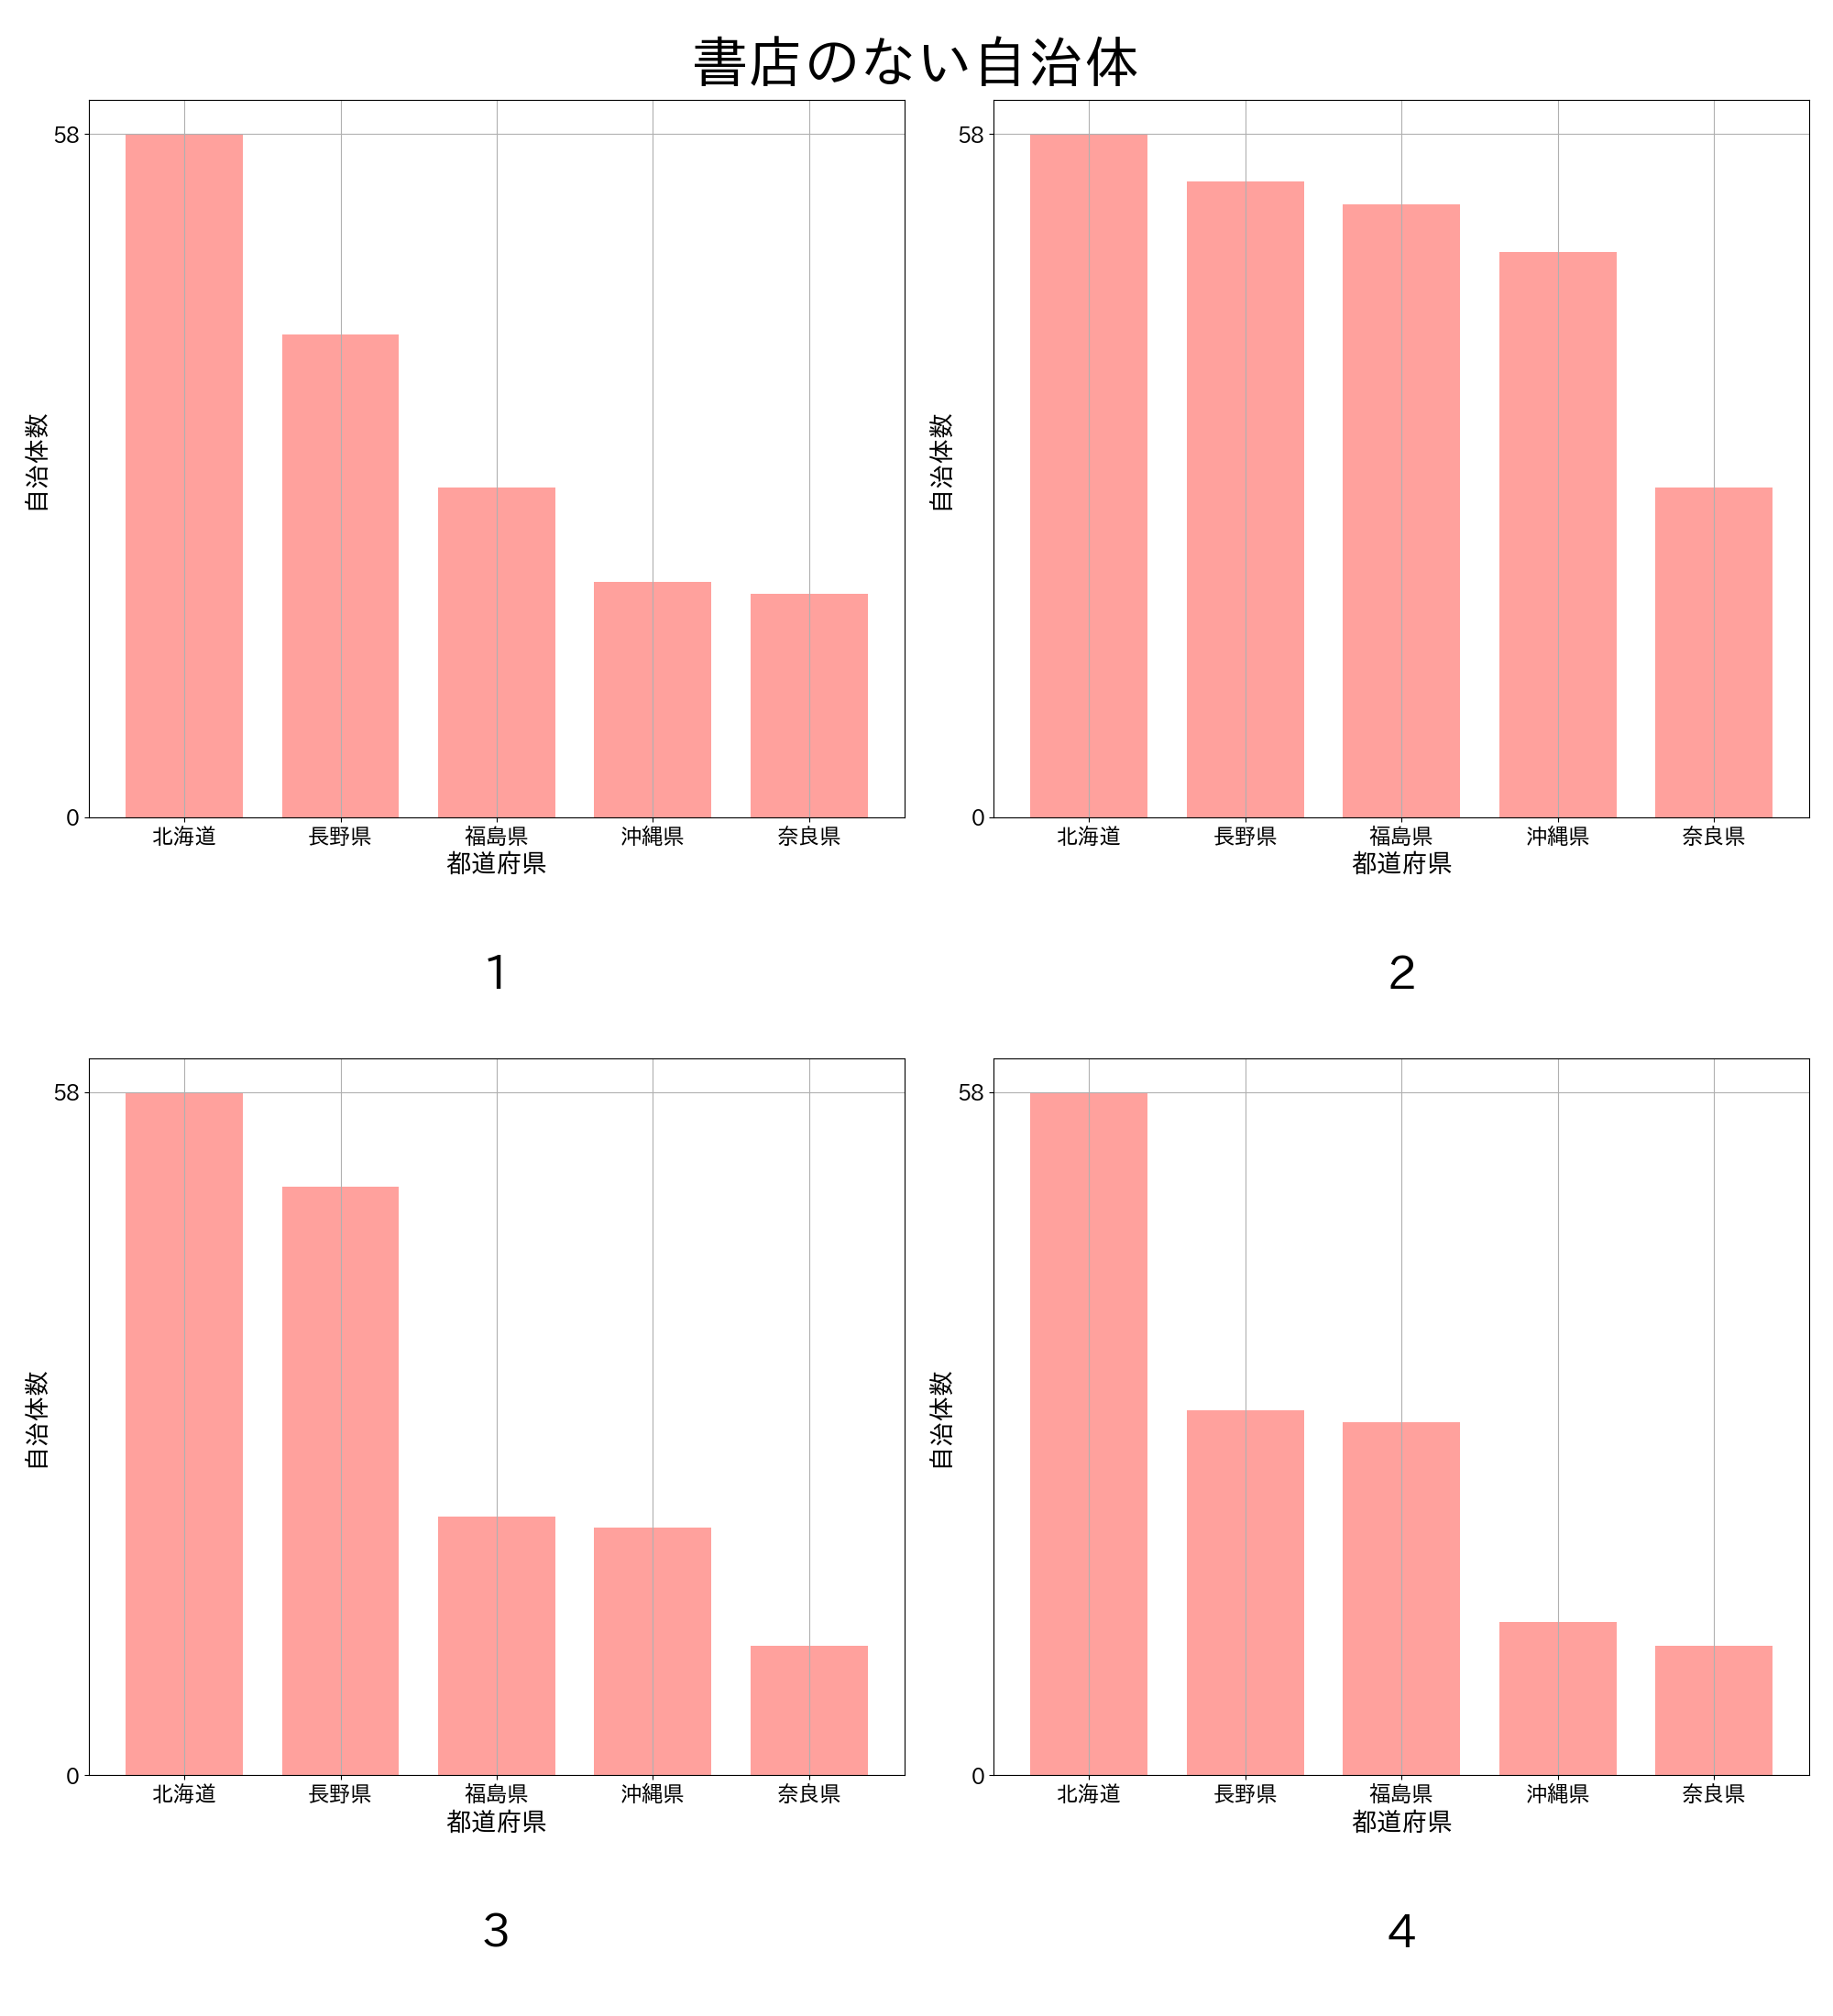 書店のない自治体
58
58
自治体数
自治体数
0
0
北海道 長野県 福島県 沖縄県 奈良県
北海道 長野県 福島県 沖縄県 奈良県
都道府県
都道府県
1
2
58
58
自治体数
自治体数
0
0
北海道 長野県 福島県 沖縄県 奈良県
北海道 長野県 福島県 沖縄県 奈良県
都道府県
都道府県
3
4